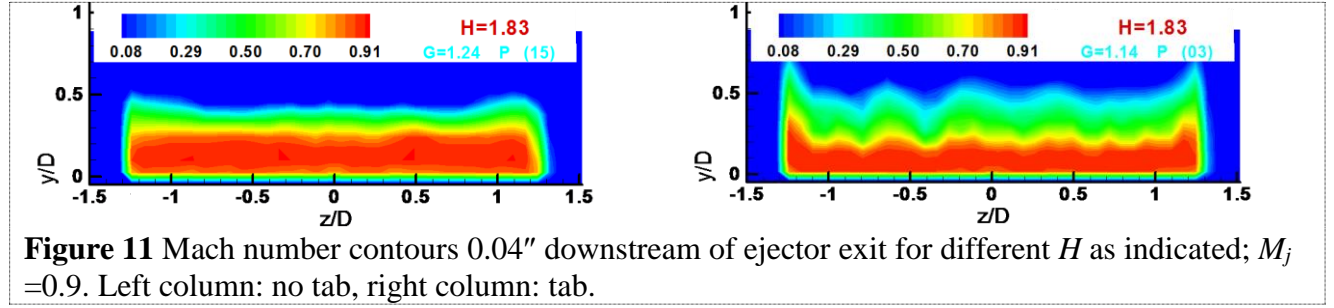 1
H=1.83
0.08 0.29 0.50 0.70 0.91
G=1.24 P (15)
0.5
y/D
0
-1.5 -1 -0.5 0 0.5 1 1.5
z/D
1
H=1.83
0.08 0.29 0.50 0.70 0.91
G=1.14 P (03)
0.5
y/D
0
-1.5 -1 -0.5 0 0.5 1 1.5
z/D
Figure 11 Mach number contours 0.04″ downstream of ejector exit for different H as indicated; Mj
=0.9. Left column: no tab, right column: tab.